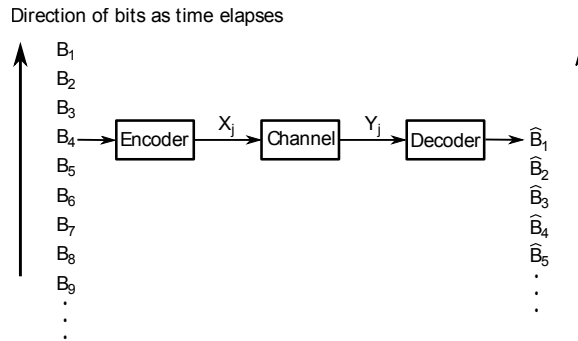 Direction of bits as time elapses
B₁
B₂
B₃
B₄
B₅
B₆
B₇
B₈
B₉
.
.
.
Encoder
Xⱼ
Channel
Yⱼ
Decoder
B̂₁
B̂₂
B̂₃
B̂₄
B̂₅
.
.
.